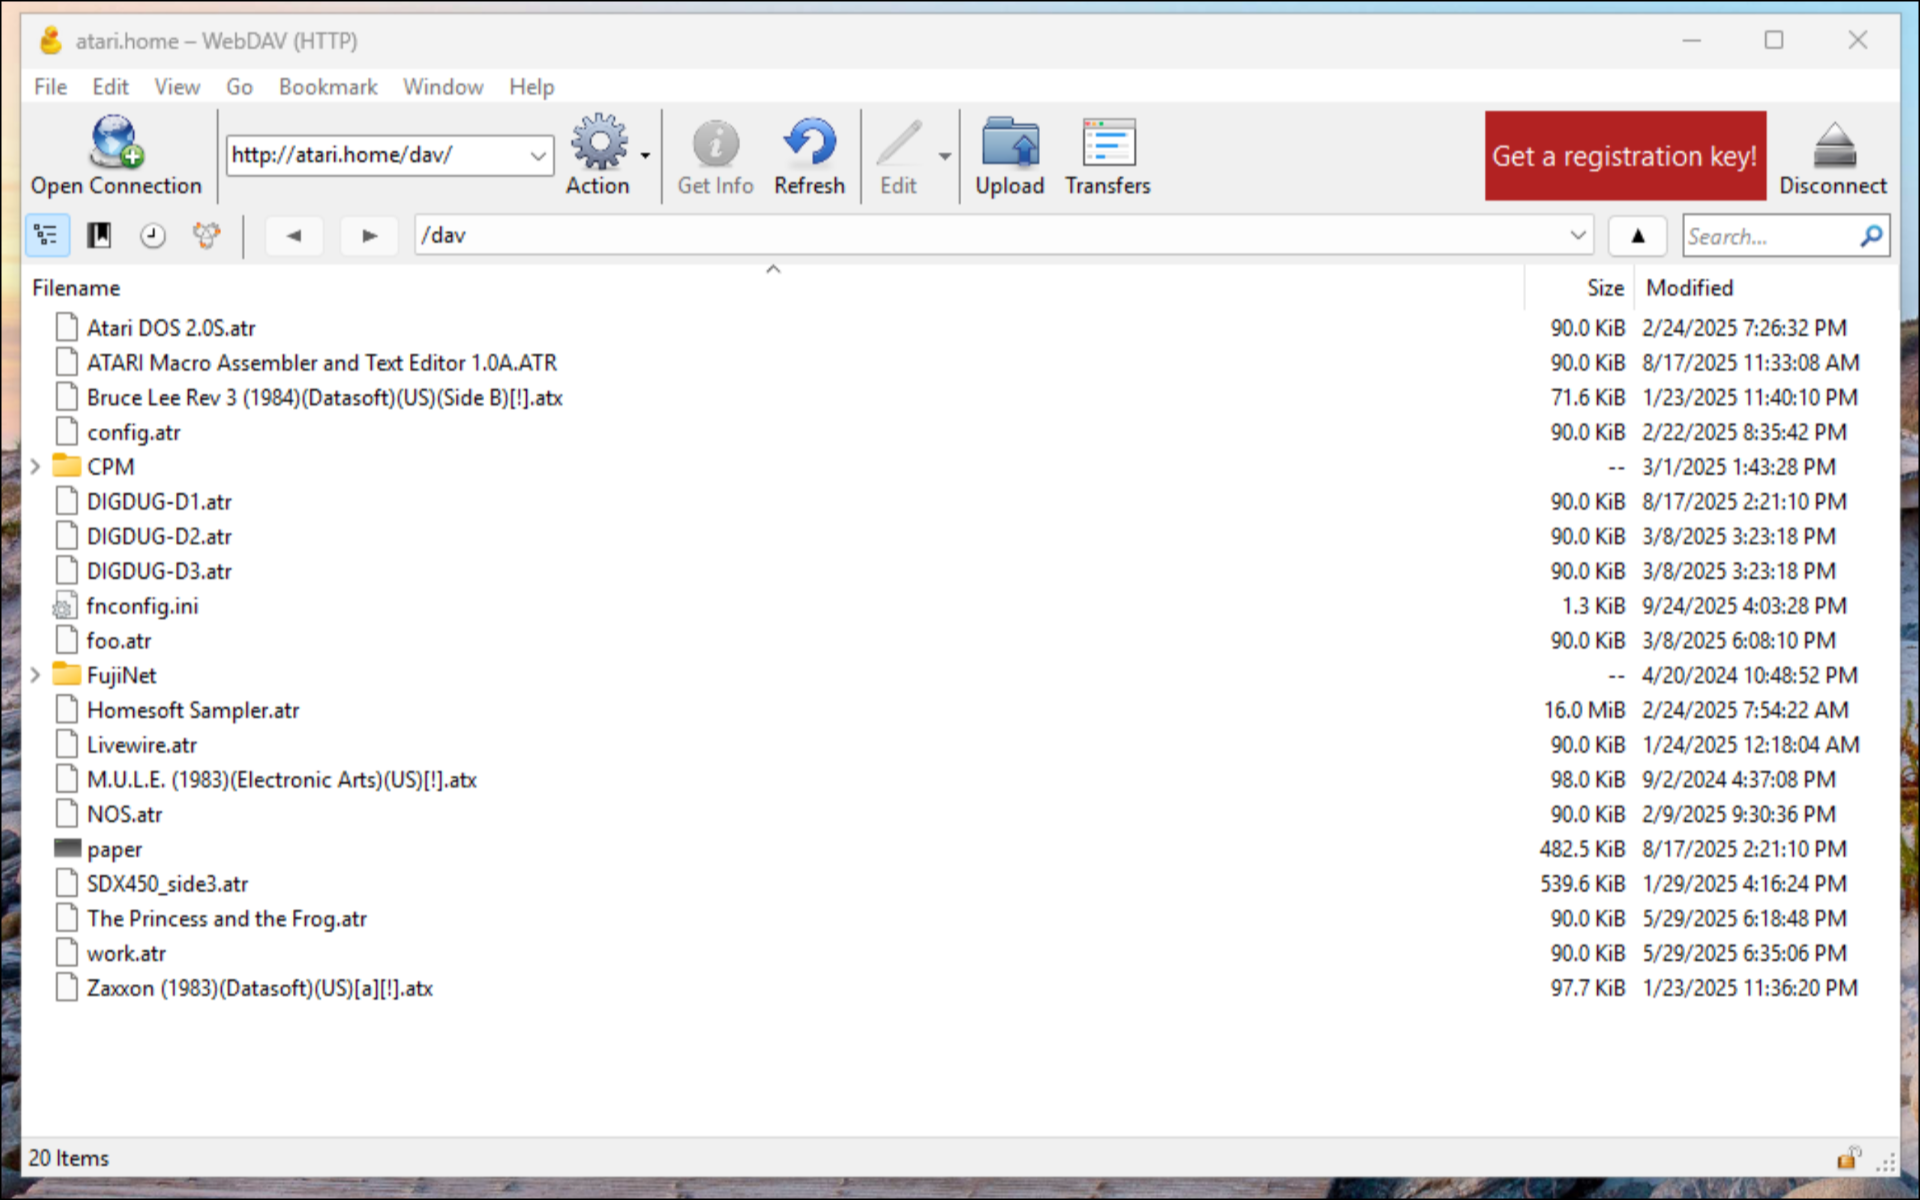 atari.home – WebDAV (HTTP)
File Edit View Go Bookmark Window Help
Open Connection http://atari.home/dav/ Action Get Info Refresh Edit Upload Transfers Get a registration key! Disconnect
/dav Search...
Filename Size Modified
Atari DOS 2.0S.atr 90.0 KiB 2/24/2025 7:26:32 PM
ATARI Macro Assembler and Text Editor 1.0A.ATR 90.0 KiB 8/17/2025 11:33:08 AM
Bruce Lee Rev 3 (1984)(Datasoft)(US)(Side B)[!].atx 71.6 KiB 1/23/2025 11:40:10 PM
config.atr 90.0 KiB 2/22/2025 8:35:42 PM
CPM -- 3/1/2025 1:43:28 PM
DIGDUG-D1.atr 90.0 KiB 8/17/2025 2:21:10 PM
DIGDUG-D2.atr 90.0 KiB 3/8/2025 3:23:18 PM
DIGDUG-D3.atr 90.0 KiB 3/8/2025 3:23:18 PM
fnconfig.ini 1.3 KiB 9/24/2025 4:03:28 PM
foo.atr 90.0 KiB 3/8/2025 6:08:10 PM
FujiNet -- 4/20/2024 10:48:52 PM
Homesoft Sampler.atr 16.0 MiB 2/24/2025 7:54:22 AM
Livewire.atr 90.0 KiB 1/24/2025 12:18:04 AM
M.U.L.E. (1983)(Electronic Arts)(US)[!].atx 98.0 KiB 9/2/2024 4:37:08 PM
NOS.atr 90.0 KiB 2/9/2025 9:30:36 PM
paper 482.5 KiB 8/17/2025 2:21:10 PM
SDX450_side3.atr 539.6 KiB 1/29/2025 4:16:24 PM
The Princess and the Frog.atr 90.0 KiB 5/29/2025 6:18:48 PM
work.atr 90.0 KiB 5/29/2025 6:35:06 PM
Zaxxon (1983)(Datasoft)(US)[a][!].atx 97.7 KiB 1/23/2025 11:36:20 PM
20 Items